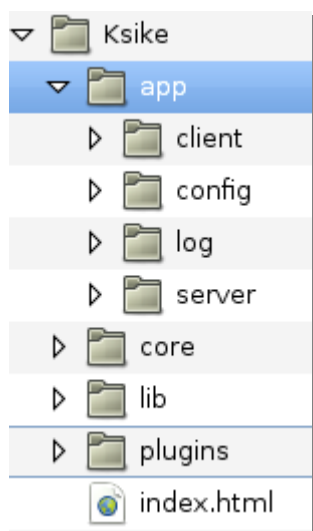 Ksike
app
client
config
log
server
core
lib
plugins
index.html